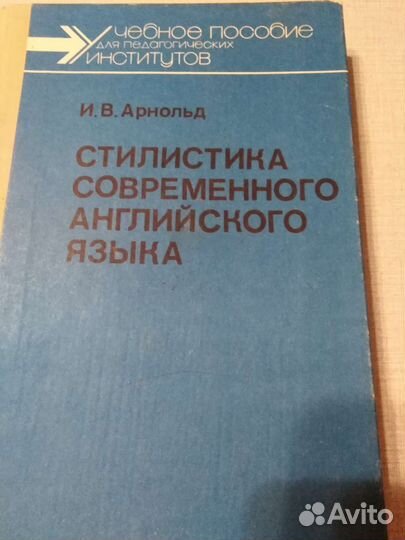 Учебное пособие
для педагогических
институтов
И. В. Арнольд
СТИЛИСТИКА
СОВРЕМЕННОГО
АНГЛИЙСКОГО
ЯЗЫКА
Avito